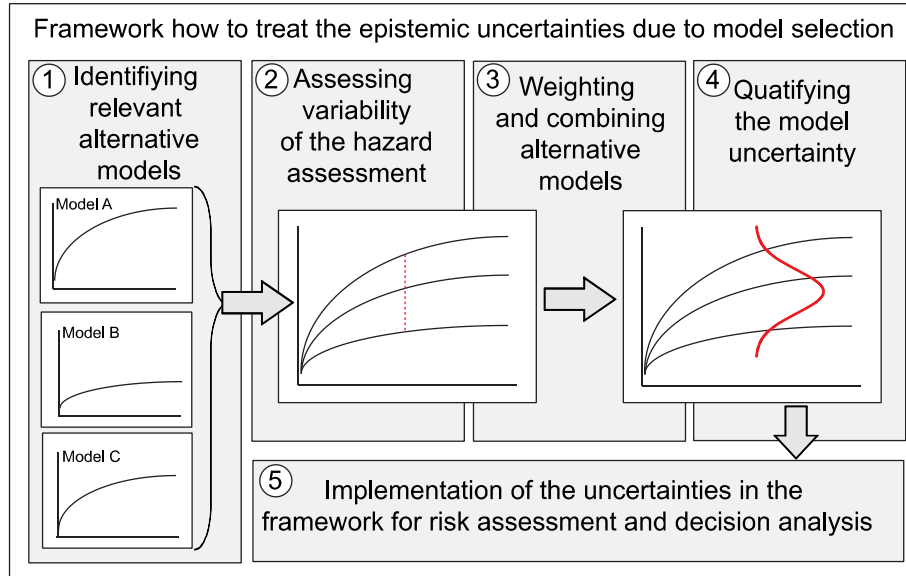 Framework how to treat the epistemic uncertainties due to model selection
1 Identifiying
relevant
alternative
models
Model A
Model B
Model C
2 Assessing
variability
of the hazard
assessment
3 Weighting
and combining
alternative
models
4 Quatifying
the model
uncertainty
5 Implementation of the uncertainties in the
framework for risk assessment and decision analysis